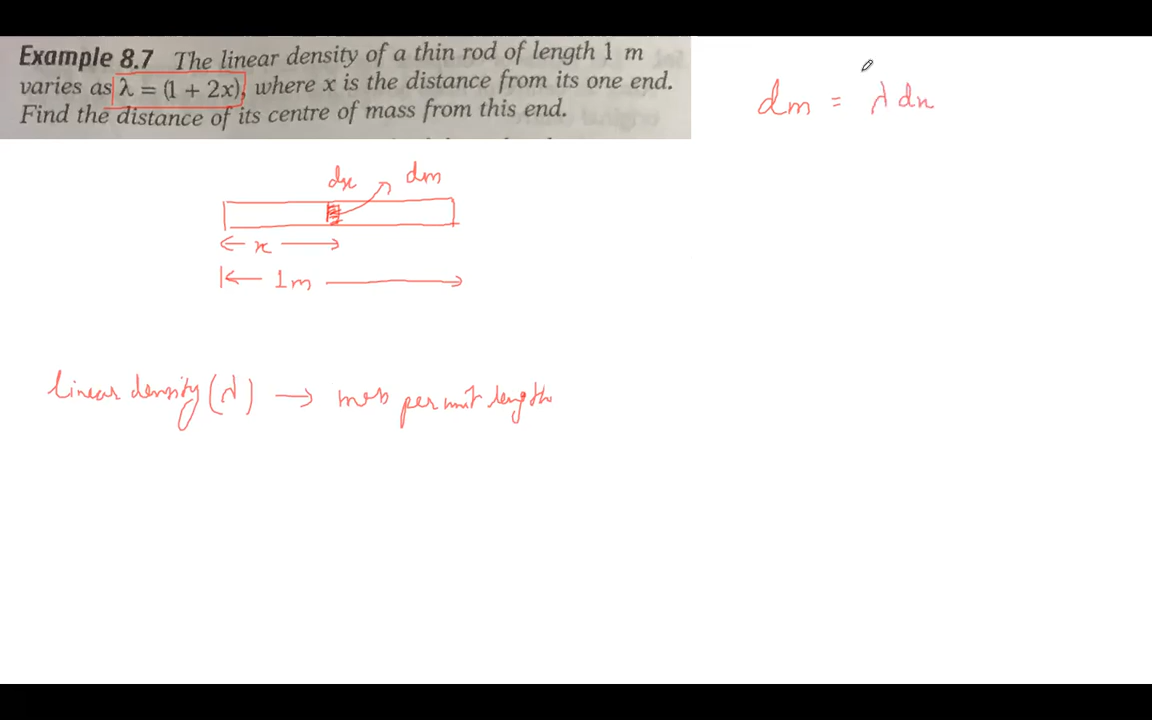 Example 8.7 The linear density of a thin rod of length 1 m
varies as λ = (1 + 2x), where x is the distance from its one end.
Find the distance of its centre of mass from this end.
dm = λ dx
dx dm
x
1m
linear density (λ) → mass per unit length